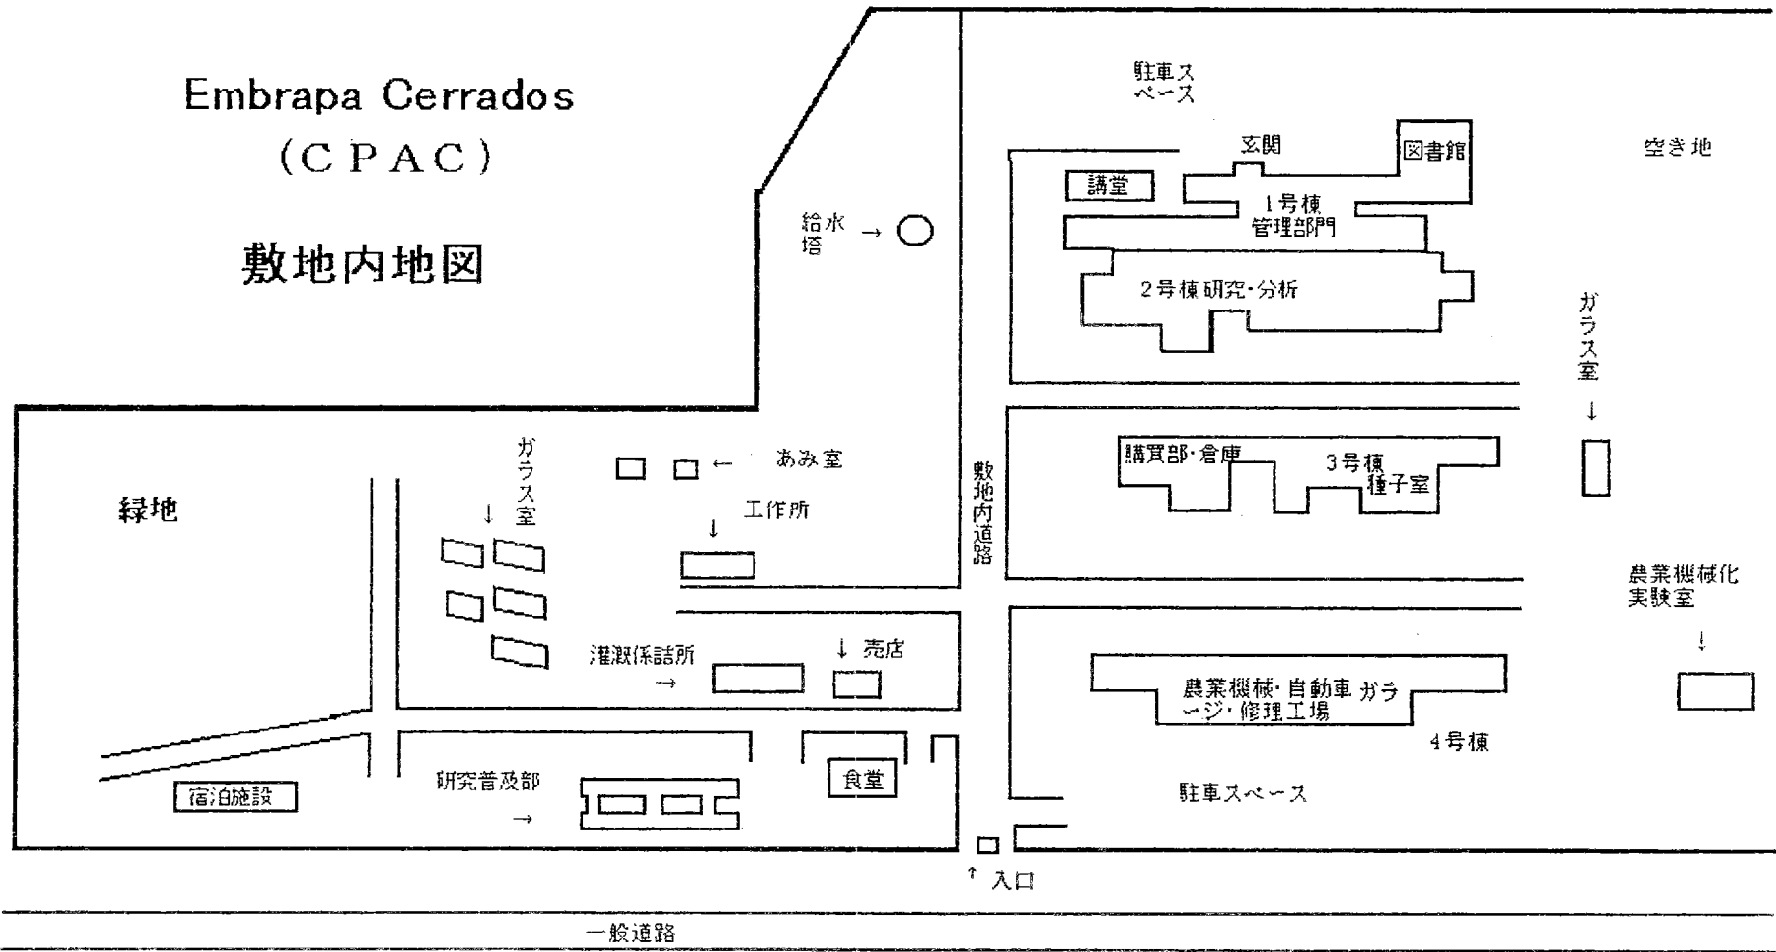 Embrapa Cerrados
(CPAC)
敷地内地図
駐車ス
ペース
玄関
図書館
空き地
講堂
1号棟
管理部門
給水
塔 →
2号棟研究・分析
ガラス室
↓
ガラス室
↓
← あみ室
購買部・倉庫
3号棟
種子室
敷地内道路
緑地
工作所
↓
農業機械化
実験室
↓
灌漑係詰所
→
↓ 売店
農業機械・自動車 ガラ
ージ・修理工場
4号棟
宿泊施設
研究普及部
→
食堂
駐車スペース
↑ 入口
一般道路